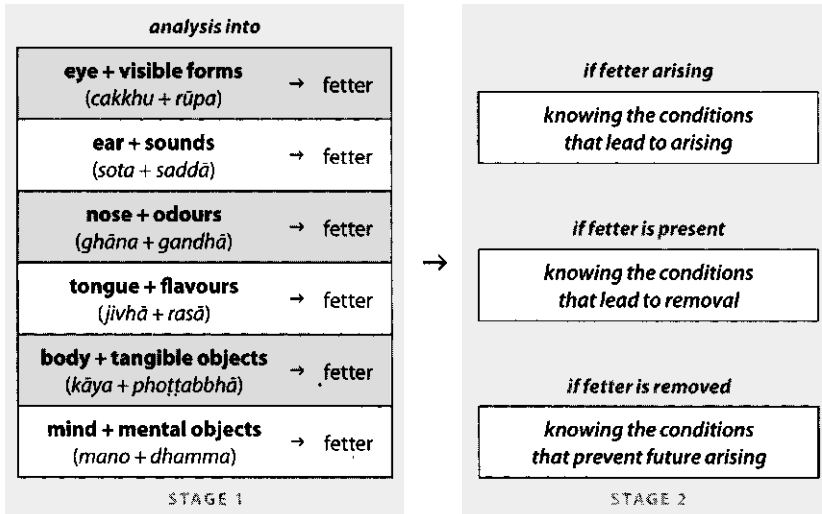 analysis into
eye + visible forms
(cakkhu + rūpa)
→ fetter
ear + sounds
(sota + saddā)
→ fetter
nose + odours
(ghāna + gandhā)
→ fetter
tongue + flavours
(jivhā + rasā)
→ fetter
body + tangible objects
(kāya + phoṭṭabbhā)
→ fetter
mind + mental objects
(mano + dhamma)
→ fetter
STAGE 1
→
if fetter arising
knowing the conditions
that lead to arising
if fetter is present
knowing the conditions
that lead to removal
if fetter is removed
knowing the conditions
that prevent future arising
STAGE 2